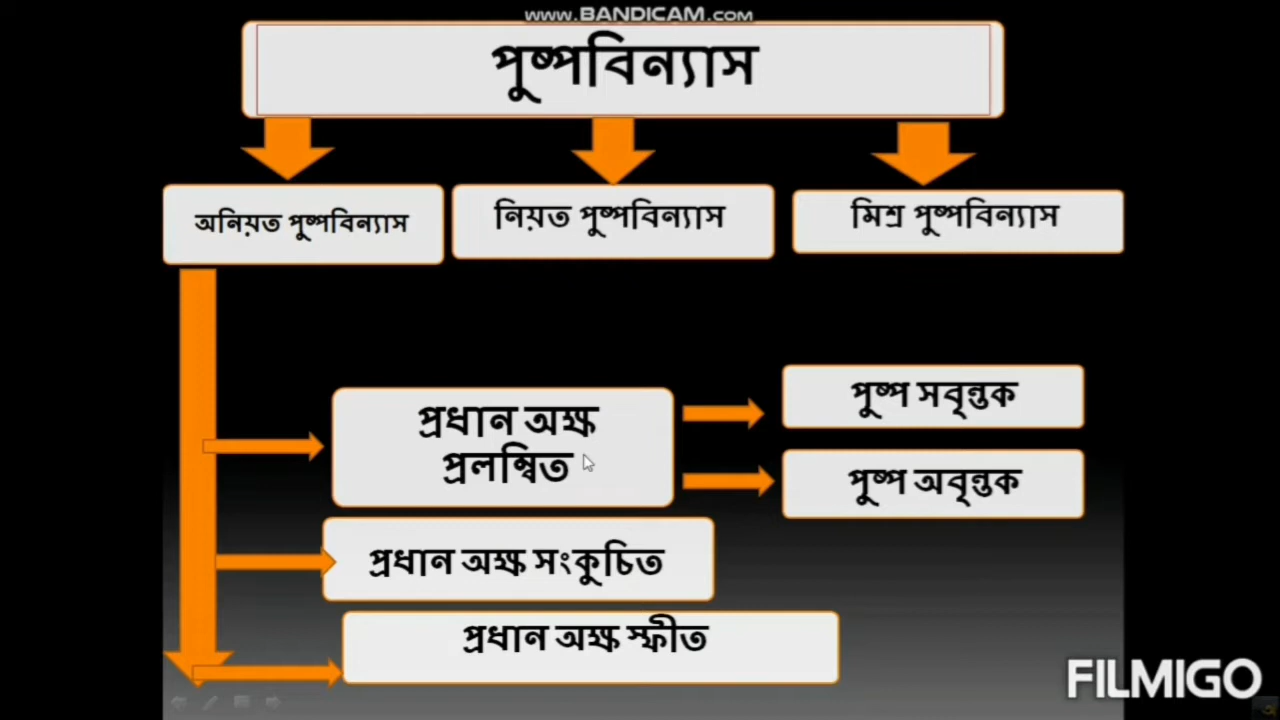 www.BANDICAM.com
পুষ্পবিন্যাস
অনিয়ত পুষ্পবিন্যাস
নিয়ত পুষ্পবিন্যাস
মিশ্র পুষ্পবিন্যাস
প্রধান অক্ষ
প্রলম্বিত
পুষ্প সবৃন্তক
পুষ্প অবৃন্তক
প্রধান অক্ষ সংকুচিত
প্রধান অক্ষ স্ফীত
FILMIGO